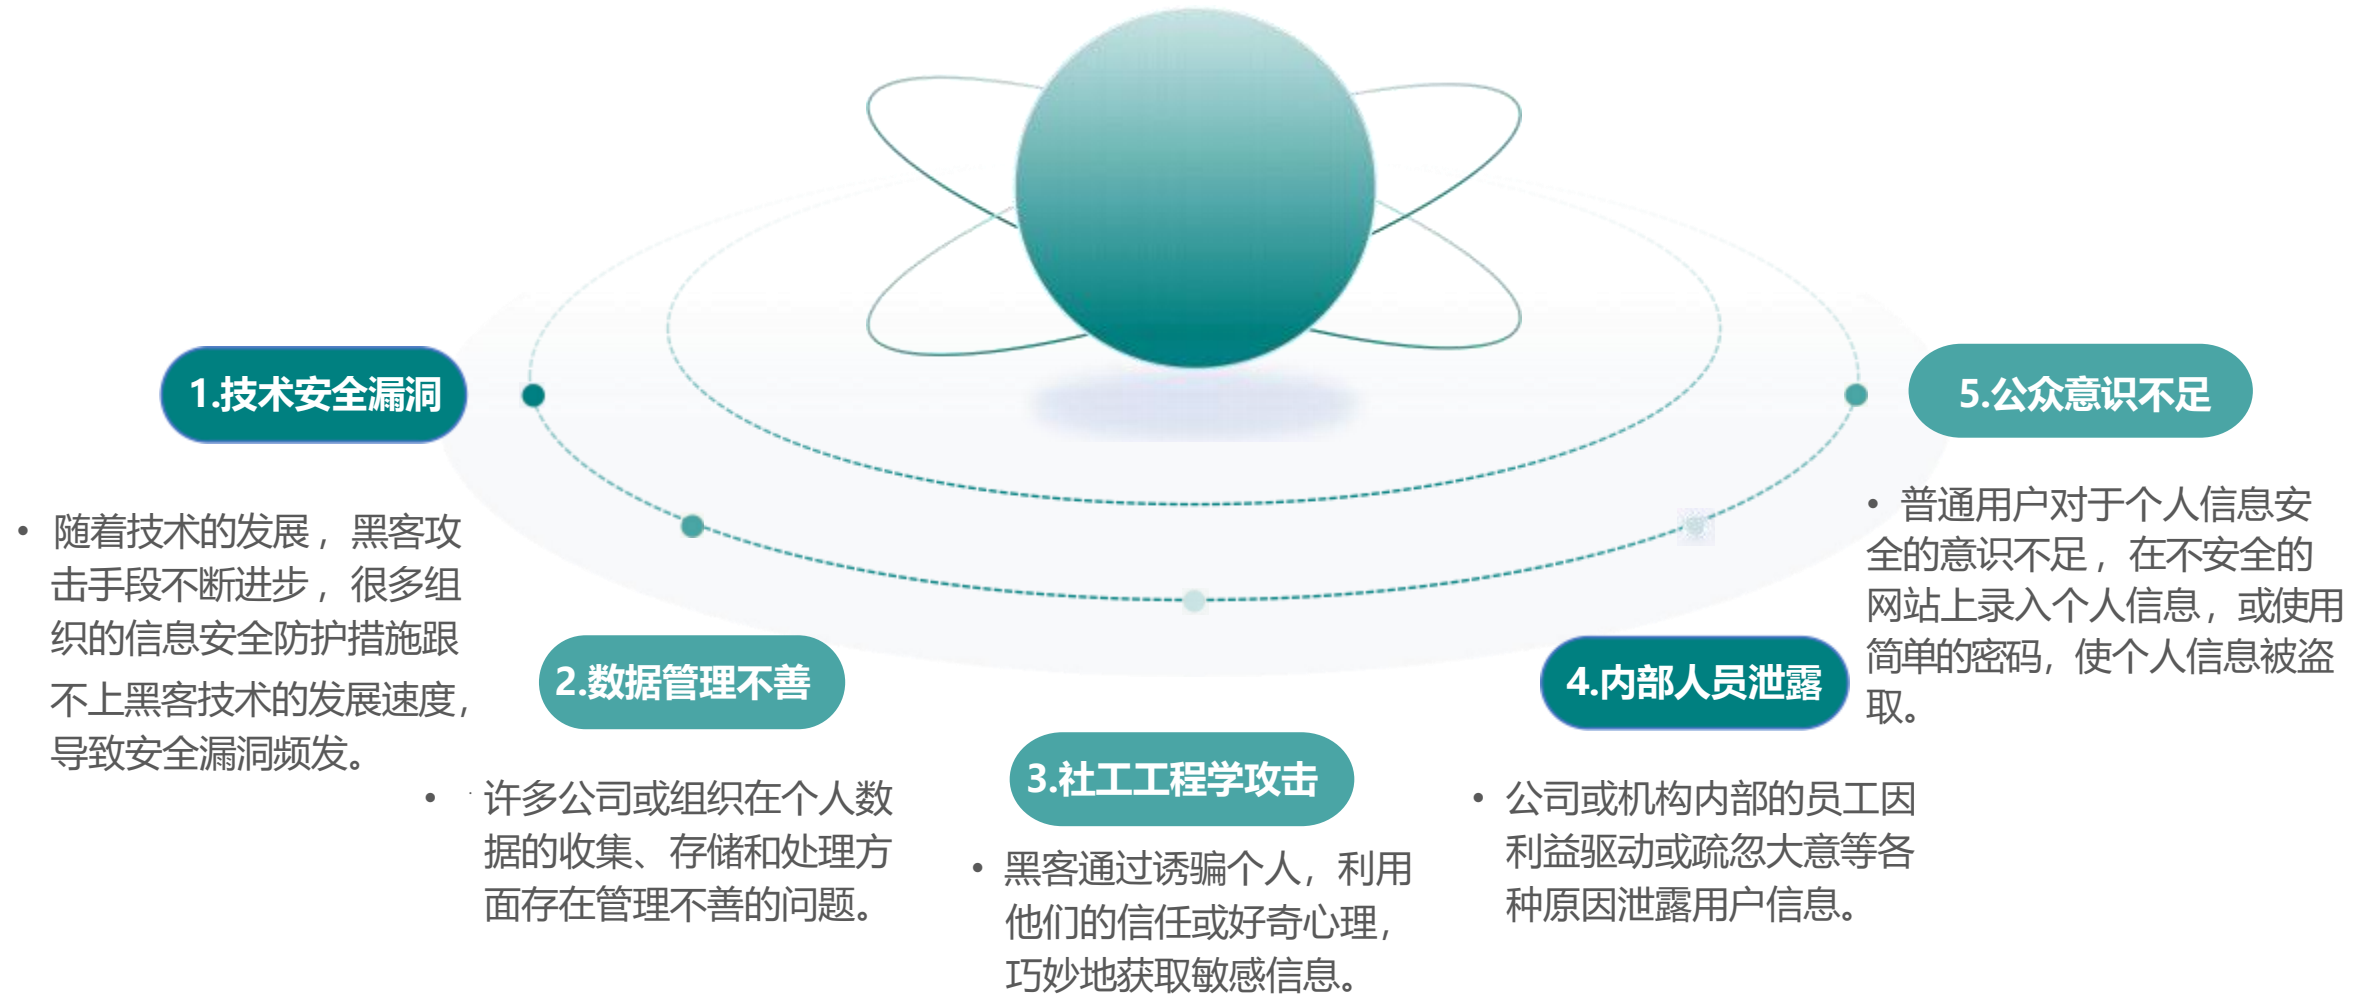 1.技术安全漏洞
• 随着技术的发展，黑客攻
击手段不断进步，很多组
织的信息安全防护措施跟
不上黑客技术的发展速度，
导致安全漏洞频发。
2.数据管理不善
• 许多公司或组织在个人数
据的收集、存储和处理方
面存在管理不善的问题。
3.社工工程学攻击
• 黑客通过诱骗个人，利用
他们的信任或好奇心理，
巧妙地获取敏感信息。
4.内部人员泄露
• 公司或机构内部的员工因
利益驱动或疏忽大意等各
种原因泄露用户信息。
5.公众意识不足
• 普通用户对于个人信息安
全的意识不足，在不安全的
网站上录入个人信息，或使用
简单的密码，使个人信息被盗
取。